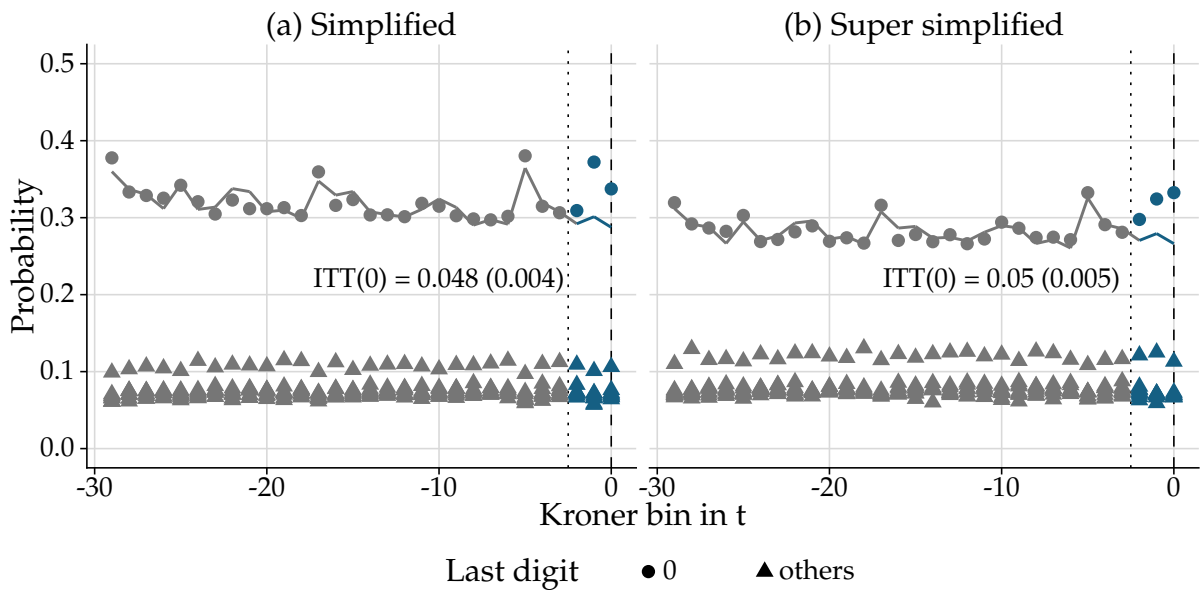 (a) Simplified
(b) Super simplified
0.5
0.4
0.3
0.2
0.1
0.0
Probability
ITT(0) = 0.048 (0.004)
ITT(0) = 0.05 (0.005)
-30 -20 -10 0
-30 -20 -10 0
Kroner bin in t
Last digit 0 others